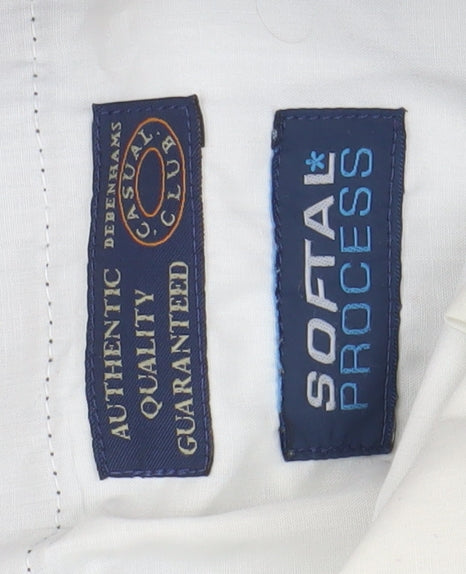 AUTHENTIC
QUALITY
GUARANTEED
DEBENHAMS
CASUAL
CLUB
SOFTAL*
PROCESS